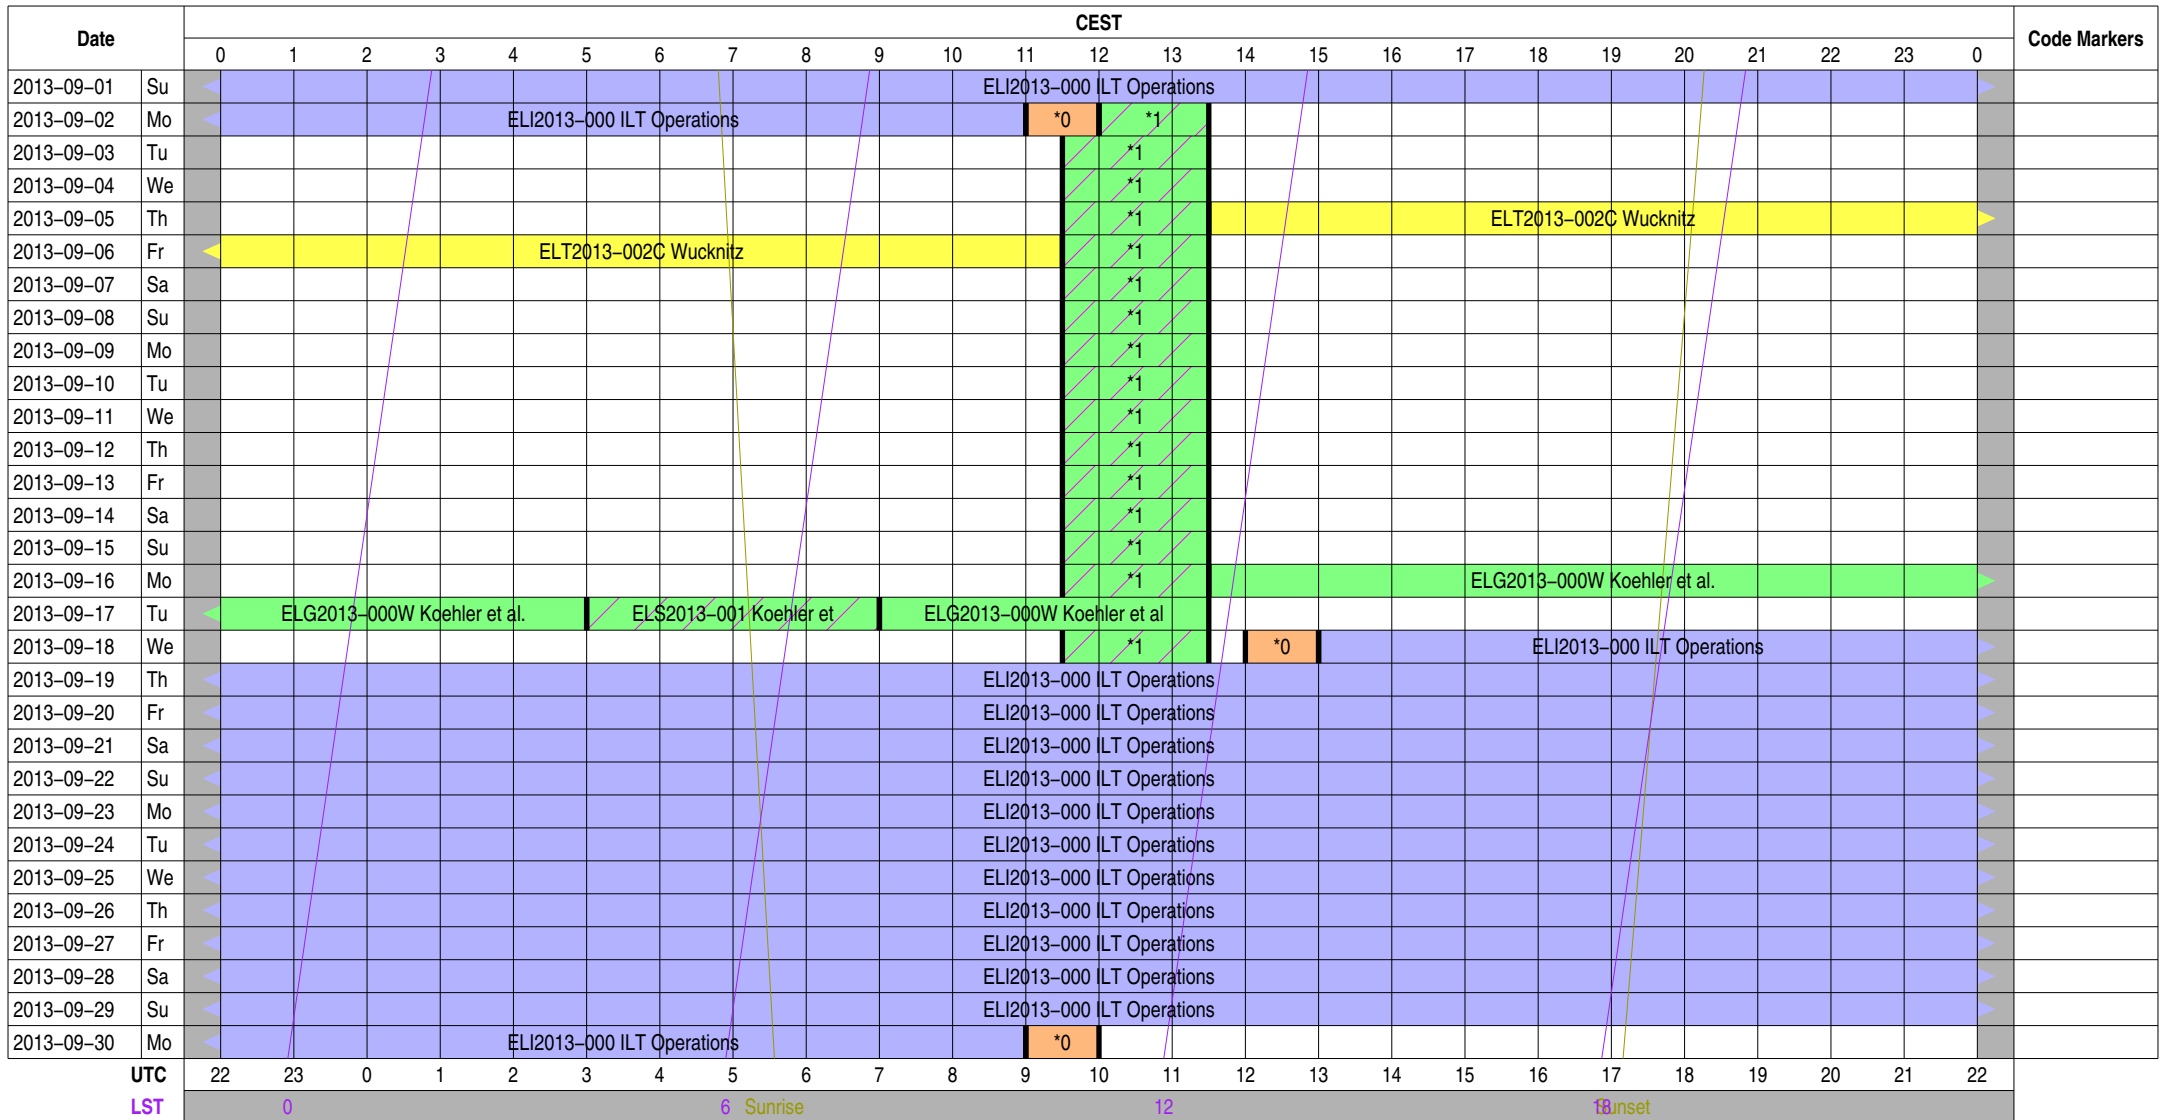 Date CEST Code Markers
0 1 2 3 4 5 6 7 8 9 10 11 12 13 14 15 16 17 18 19 20 21 22 23 0
2013-09-01 Su ELI2013-000 ILT Operations
2013-09-02 Mo ELI2013-000 ILT Operations *0 *1
2013-09-03 Tu *1
2013-09-04 We *1
2013-09-05 Th *1 ELT2013-002C Wucknitz
2013-09-06 Fr ELT2013-002C Wucknitz *1
2013-09-07 Sa *1
2013-09-08 Su *1
2013-09-09 Mo *1
2013-09-10 Tu *1
2013-09-11 We *1
2013-09-12 Th *1
2013-09-13 Fr *1
2013-09-14 Sa *1
2013-09-15 Su *1
2013-09-16 Mo *1 ELG2013-000W Koehler et al.
2013-09-17 Tu ELG2013-000W Koehler et al. ELS2013-001 Koehler et ELG2013-000W Koehler et al
2013-09-18 We *1 *0 ELI2013-000 ILT Operations
2013-09-19 Th ELI2013-000 ILT Operations
2013-09-20 Fr ELI2013-000 ILT Operations
2013-09-21 Sa ELI2013-000 ILT Operations
2013-09-22 Su ELI2013-000 ILT Operations
2013-09-23 Mo ELI2013-000 ILT Operations
2013-09-24 Tu ELI2013-000 ILT Operations
2013-09-25 We ELI2013-000 ILT Operations
2013-09-26 Th ELI2013-000 ILT Operations
2013-09-27 Fr ELI2013-000 ILT Operations
2013-09-28 Sa ELI2013-000 ILT Operations
2013-09-29 Su ELI2013-000 ILT Operations
2013-09-30 Mo ELI2013-000 ILT Operations *0
UTC 22 23 0 1 2 3 4 5 6 7 8 9 10 11 12 13 14 15 16 17 18 19 20 21 22
LST 0 6 Sunrise 12 18 Sunset